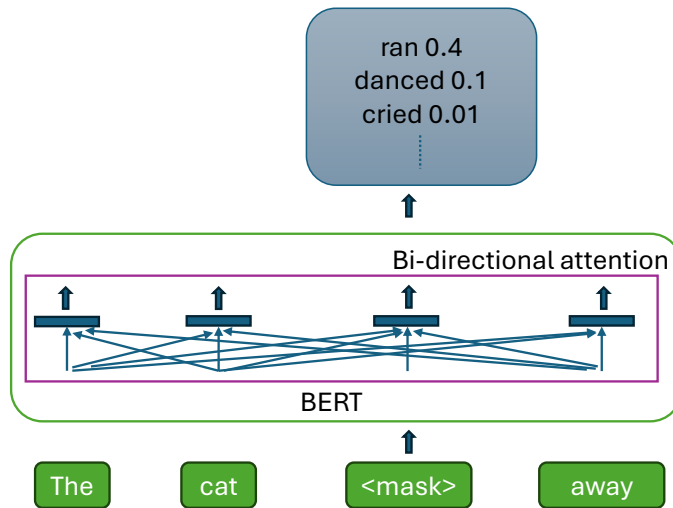 ran 0.4
danced 0.1
cried 0.01
Bi-directional attention
BERT
The
cat
<mask>
away